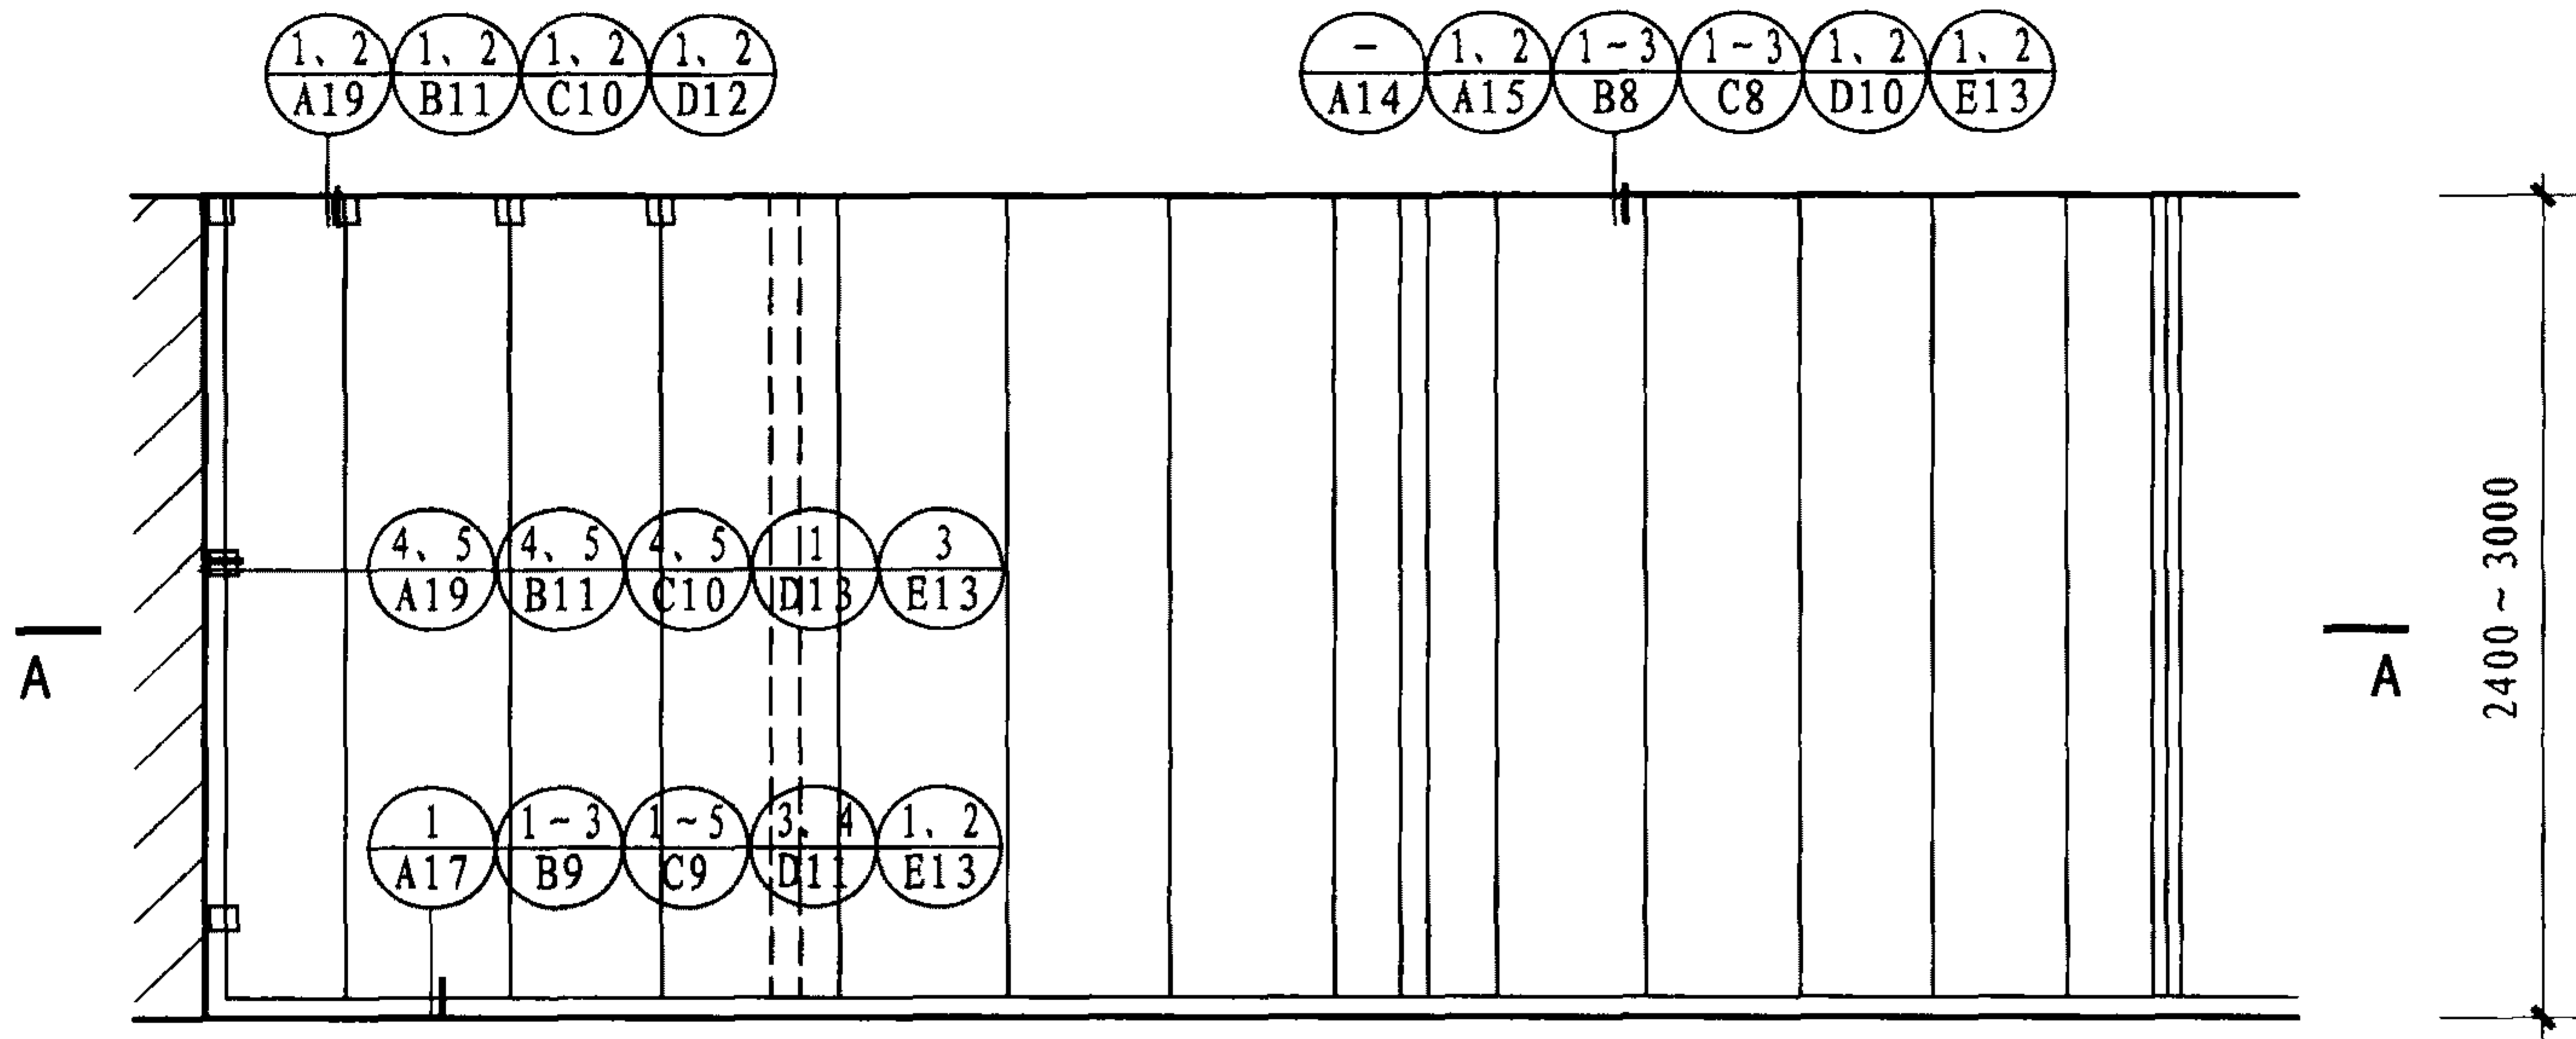 1、2 1、2 1、2 1、2
A19 B11 C10 D12
- 1、2 1~3 1~3 1、2 1、2
A14 A15 B8 C8 D10 E13
4、5 4、5 4、5 1 3
A19 B11 C10 D13 E13
A A
2400~3000
1 1~3 1~5 3、4 1、2
A17 B9 C9 D11 E13